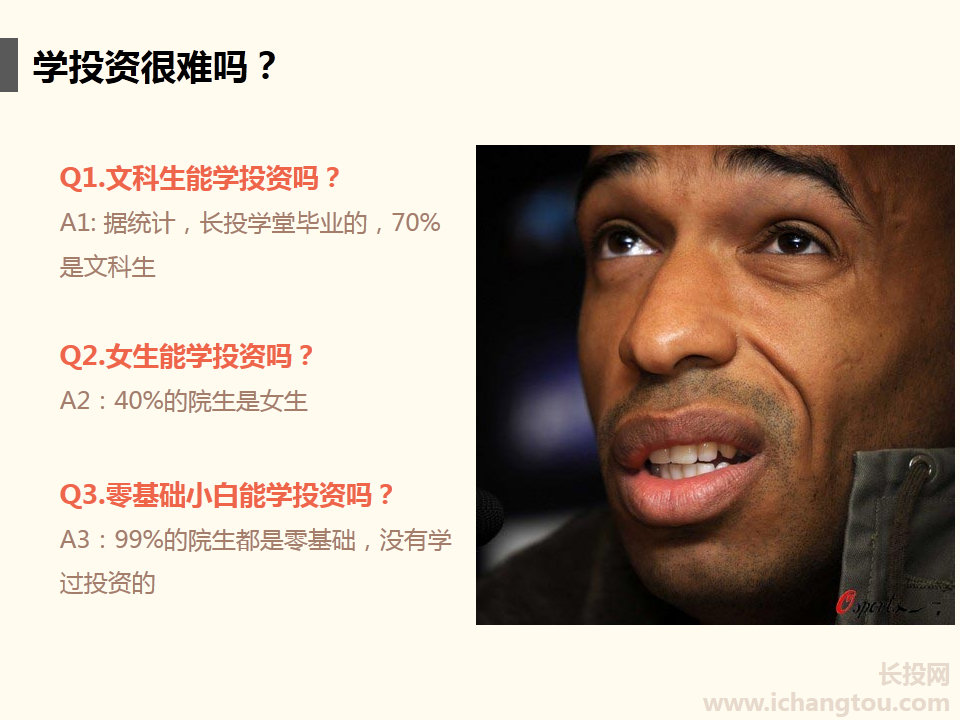 学投资很难吗？
Q1.文科生能学投资吗？
A1: 据统计，长投学堂毕业的，70%
是文科生
Q2.女生能学投资吗？
A2：40%的院生是女生
Q3.零基础小白能学投资吗？
A3：99%的院生都是零基础，没有学
过投资的
Osports
长投网
www.ichangtou.com